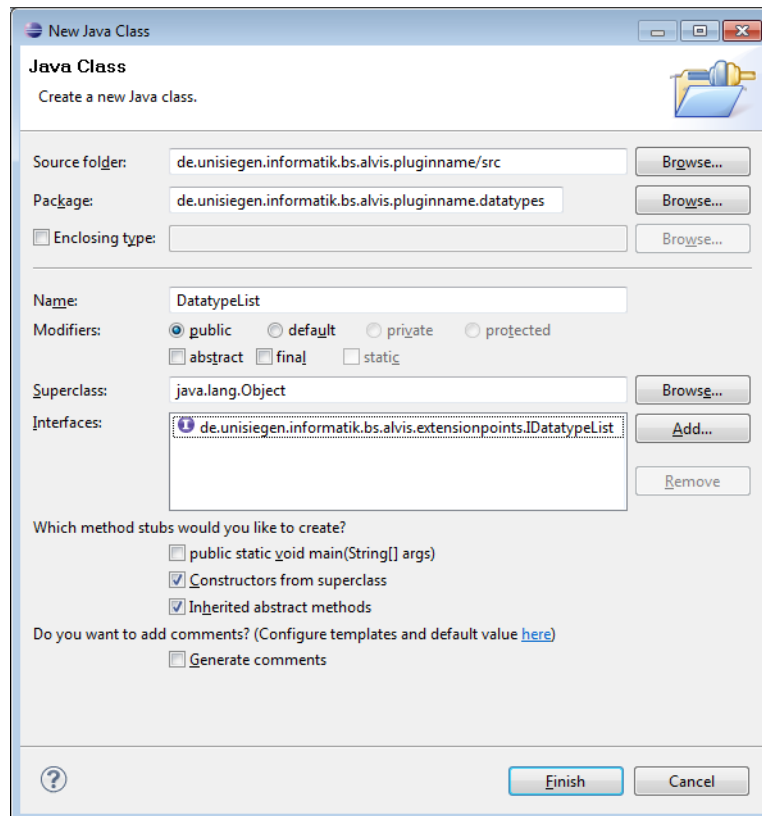 New Java Class
Java Class
Create a new Java class.
Source folder: de.unisiegen.informatik.bs.alvis.pluginname/src Browse...
Package: de.unisiegen.informatik.bs.alvis.pluginname.datatypes Browse...
Enclosing type: Browse...
Name: DatatypeList
Modifiers: public default private protected
abstract final static
Superclass: java.lang.Object Browse...
Interfaces: de.unisiegen.informatik.bs.alvis.extensionpoints.IDatatypeList Add...
Remove
Which method stubs would you like to create?
public static void main(String[] args)
Constructors from superclass
Inherited abstract methods
Do you want to add comments? (Configure templates and default value here)
Generate comments
? Finish Cancel